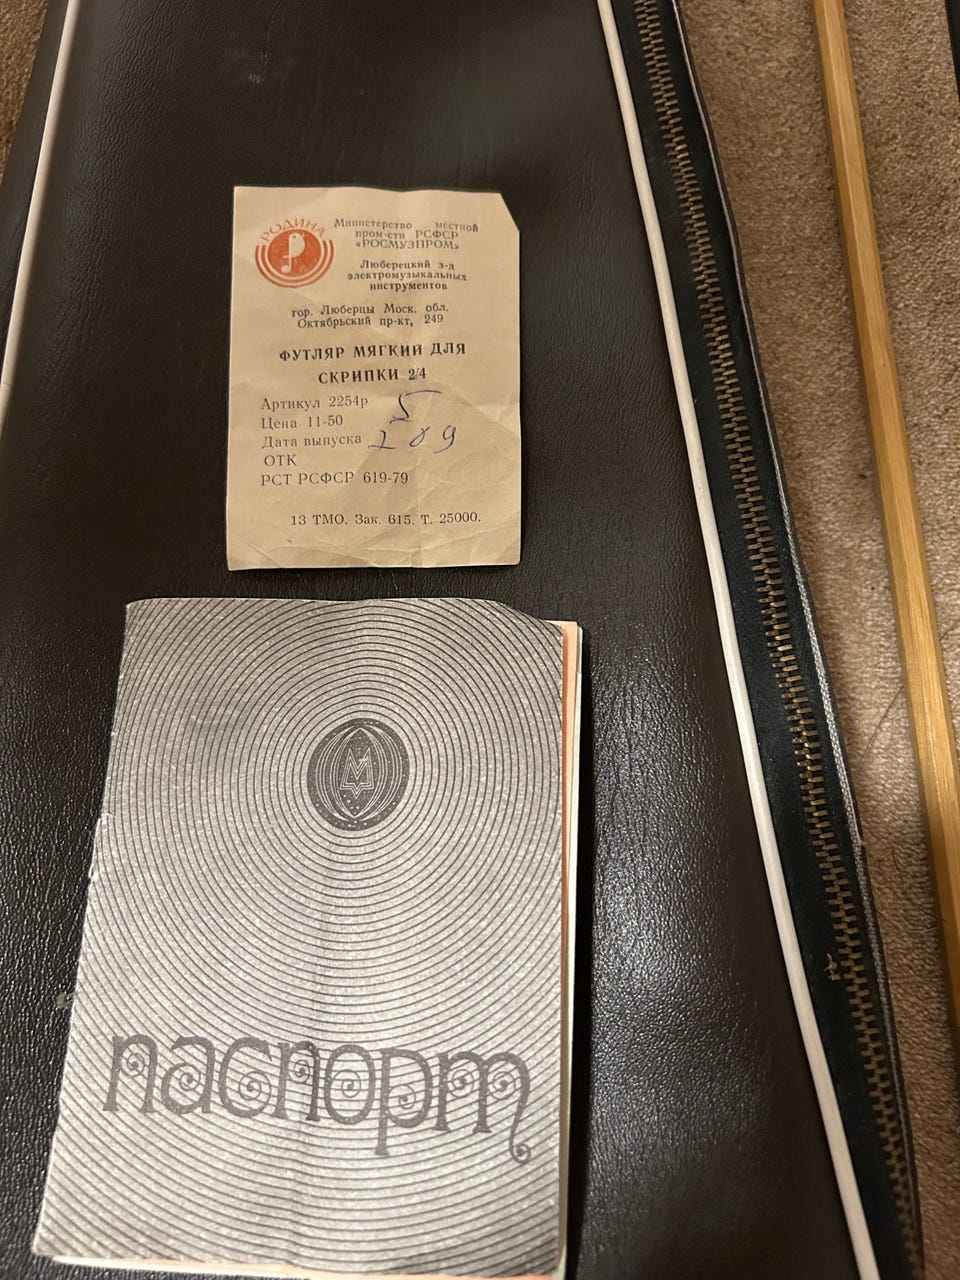 РОДИНА
Министерство местной
пром-сти РСФСР
«РОСМУЗПРОМ»
Люберецкий з-д
электромузыкальных
инструментов
гор. Люберцы Моск. обл.
Октябрьский пр-кт, 249
ФУТЛЯР МЯГКИЙ ДЛЯ
СКРИПКИ 2/4
Артикул 2254р
Цена 11-50
Дата выпуска
ОТК
РСТ РСФСР 619-79
13 ТМО. Зак. 615. Т. 25000.
М
паспорт